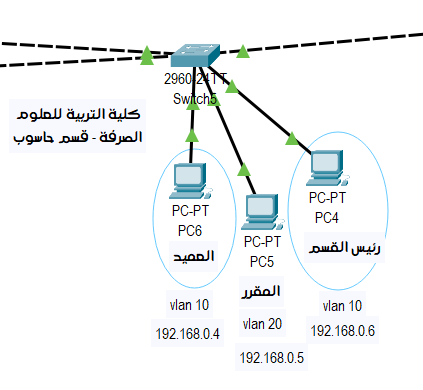 2960-24TT
Switch5
كلية التربية للعلوم
الصرفة - قسم حاسوب
PC-PT
PC6
العميد
vlan 10
192.168.0.4
PC-PT
PC5
المقرر
vlan 20
192.168.0.5
PC-PT
PC4
رئيس القسم
vlan 10
192.168.0.6